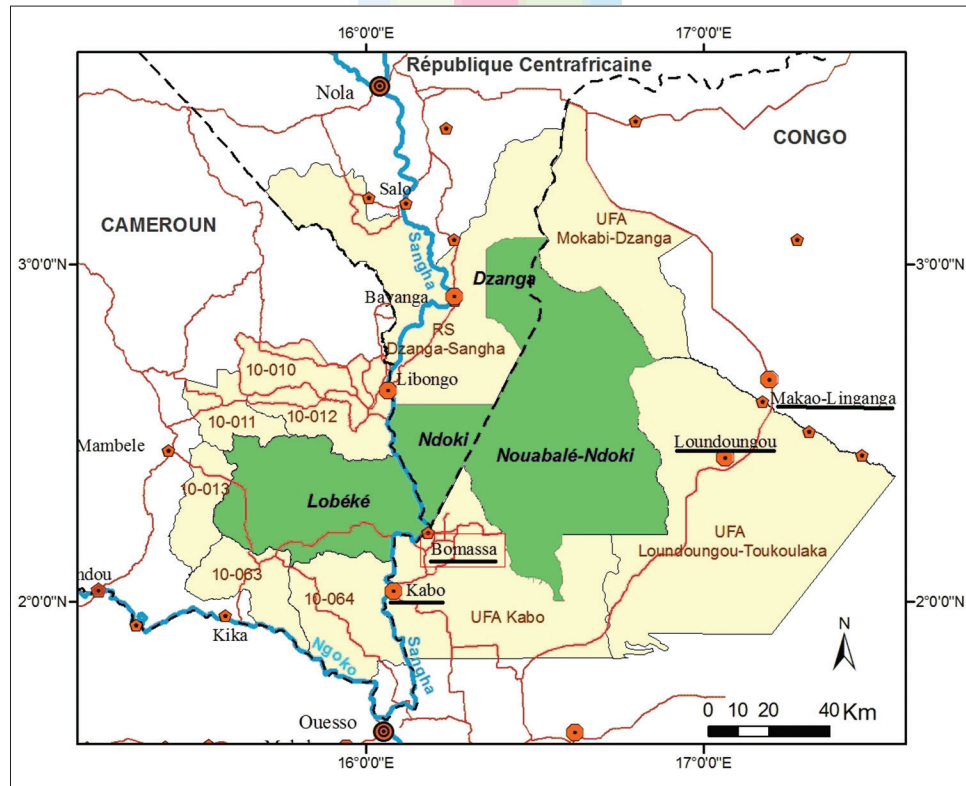 16°0'0"E
17°0'0"E
République Centrafricaine
Nola
CONGO
Salo
CAMEROUN
UFA
Mokabi-Dzanga
Sangha
3°0'0"N
3°0'0"N
Dzanga
Bayanga
RS
Dzanga-Sangha
10-010
Libongo
Makao-Linganga
10-011
10-012
Mambele
Ndoki
Loundoungou
Nouabalé-Ndoki
10-013
Lobéké
UFA
Loundoungou-Toukoulaka
Bomassa
10-063
ndou
Kabo
10-064
2°0'0"N
2°0'0"N
UFA Kabo
Kika
Ngoko
Sangha
N
Ouesso
0 10 20 40 Km
16°0'0"E
17°0'0"E